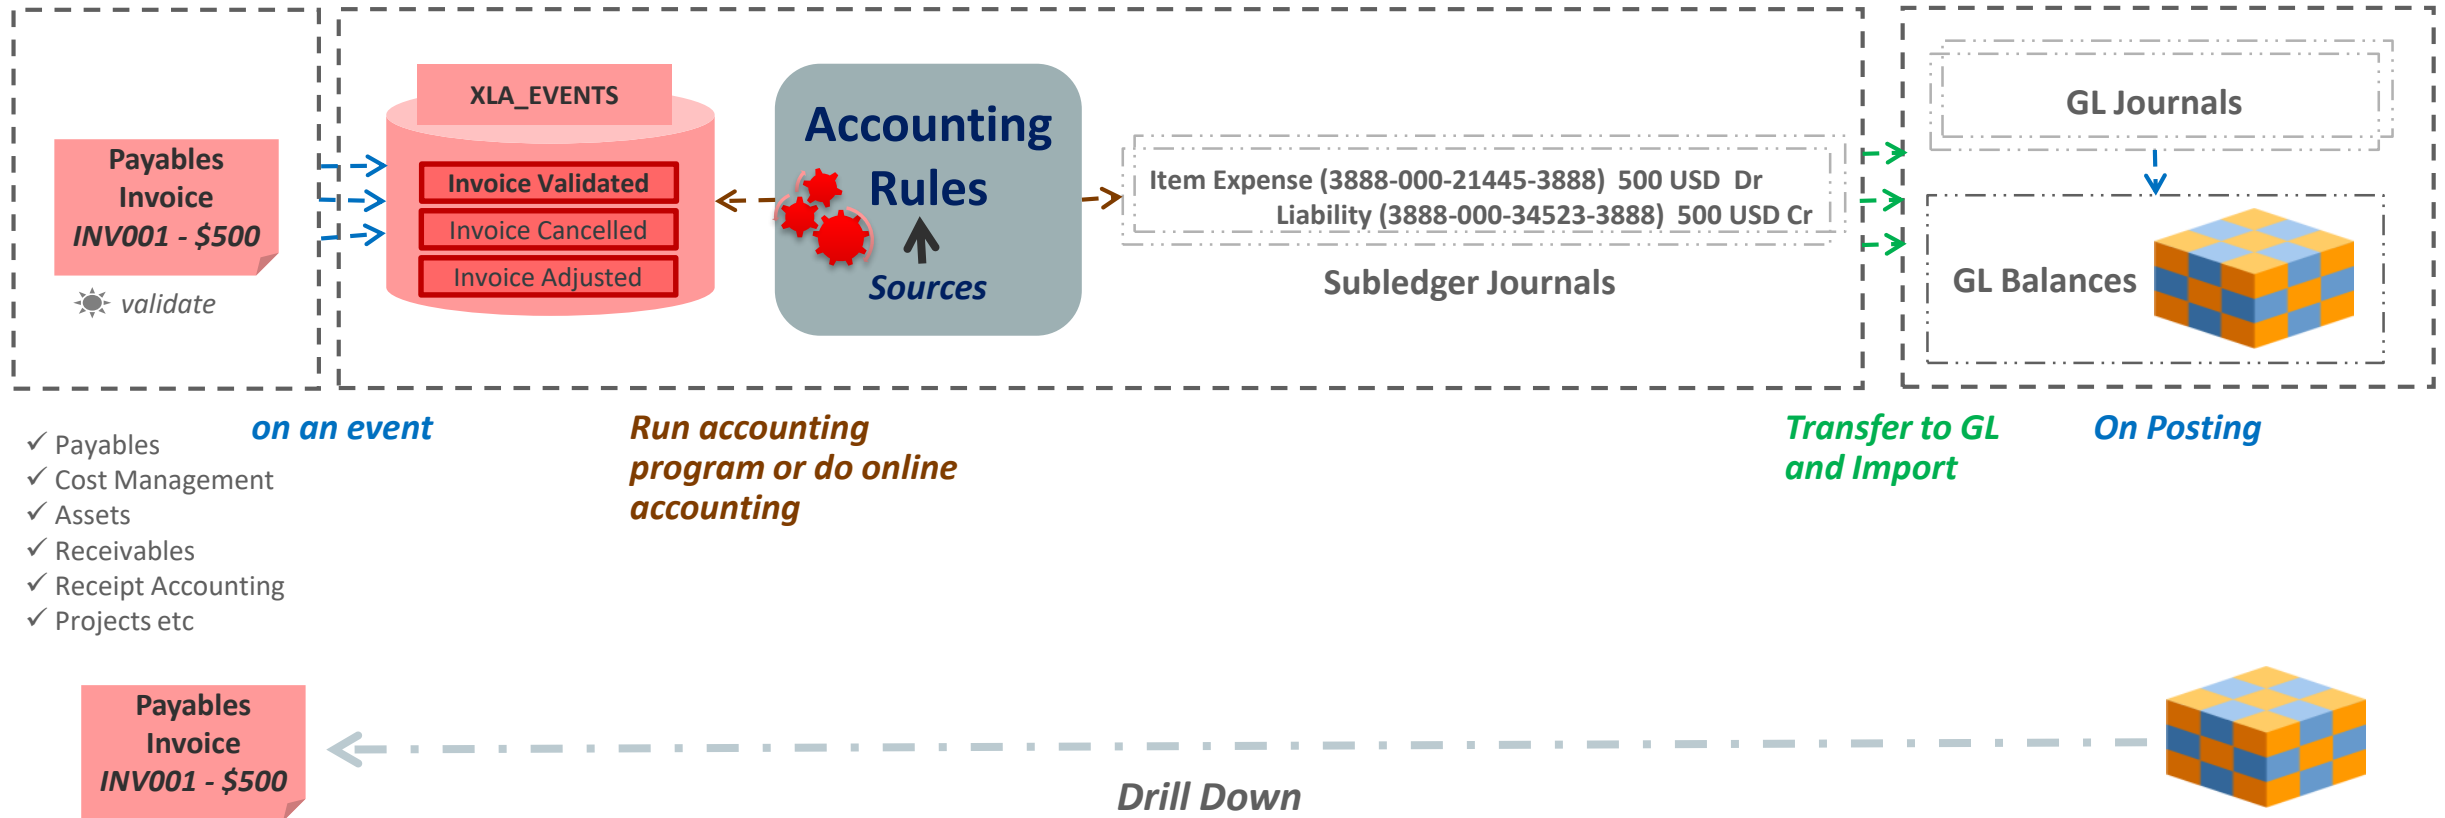 Payables
Invoice
INV001 - $500
validate
XLA_EVENTS
Invoice Validated
Invoice Cancelled
Invoice Adjusted
Accounting
Rules
Sources
Item Expense (3888-000-21445-3888) 500 USD Dr
Liability (3888-000-34523-3888) 500 USD Cr
Subledger Journals
GL Journals
GL Balances
on an event
Run accounting
program or do online
accounting
Transfer to GL
and Import
On Posting
✓ Payables
✓ Cost Management
✓ Assets
✓ Receivables
✓ Receipt Accounting
✓ Projects etc
Payables
Invoice
INV001 - $500
Drill Down